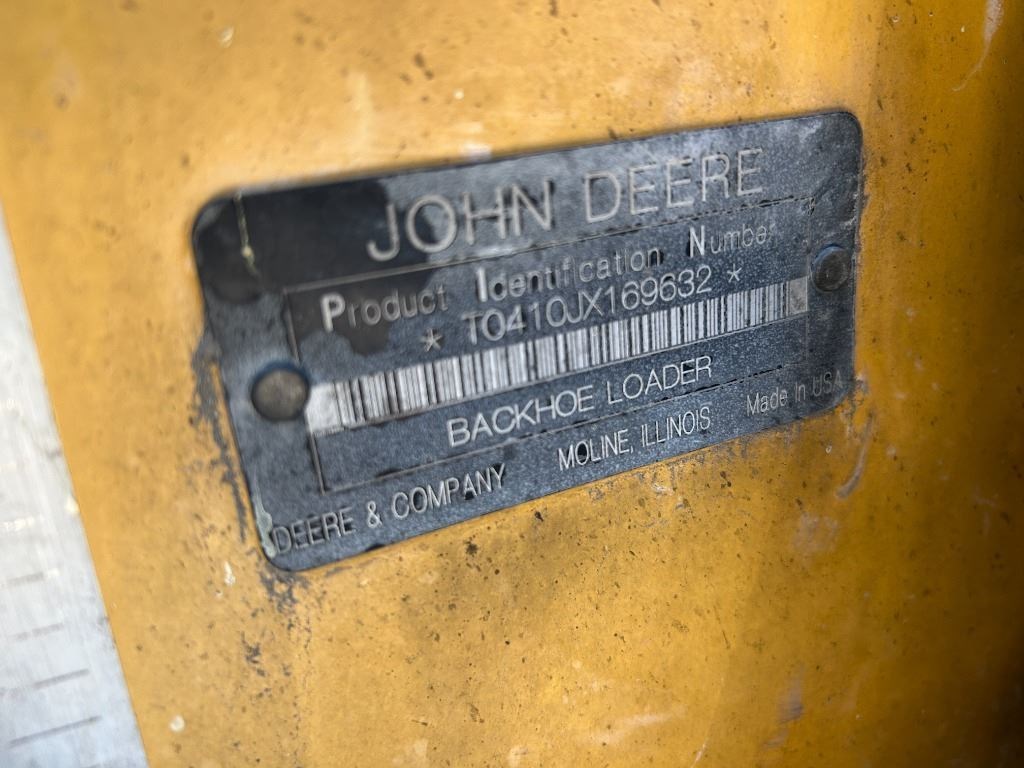 JOHN DEERE
Product Identification Number
* T0410JX169632 *
BACKHOE LOADER
DEERE & COMPANY MOLINE, ILLINOIS Made In USA